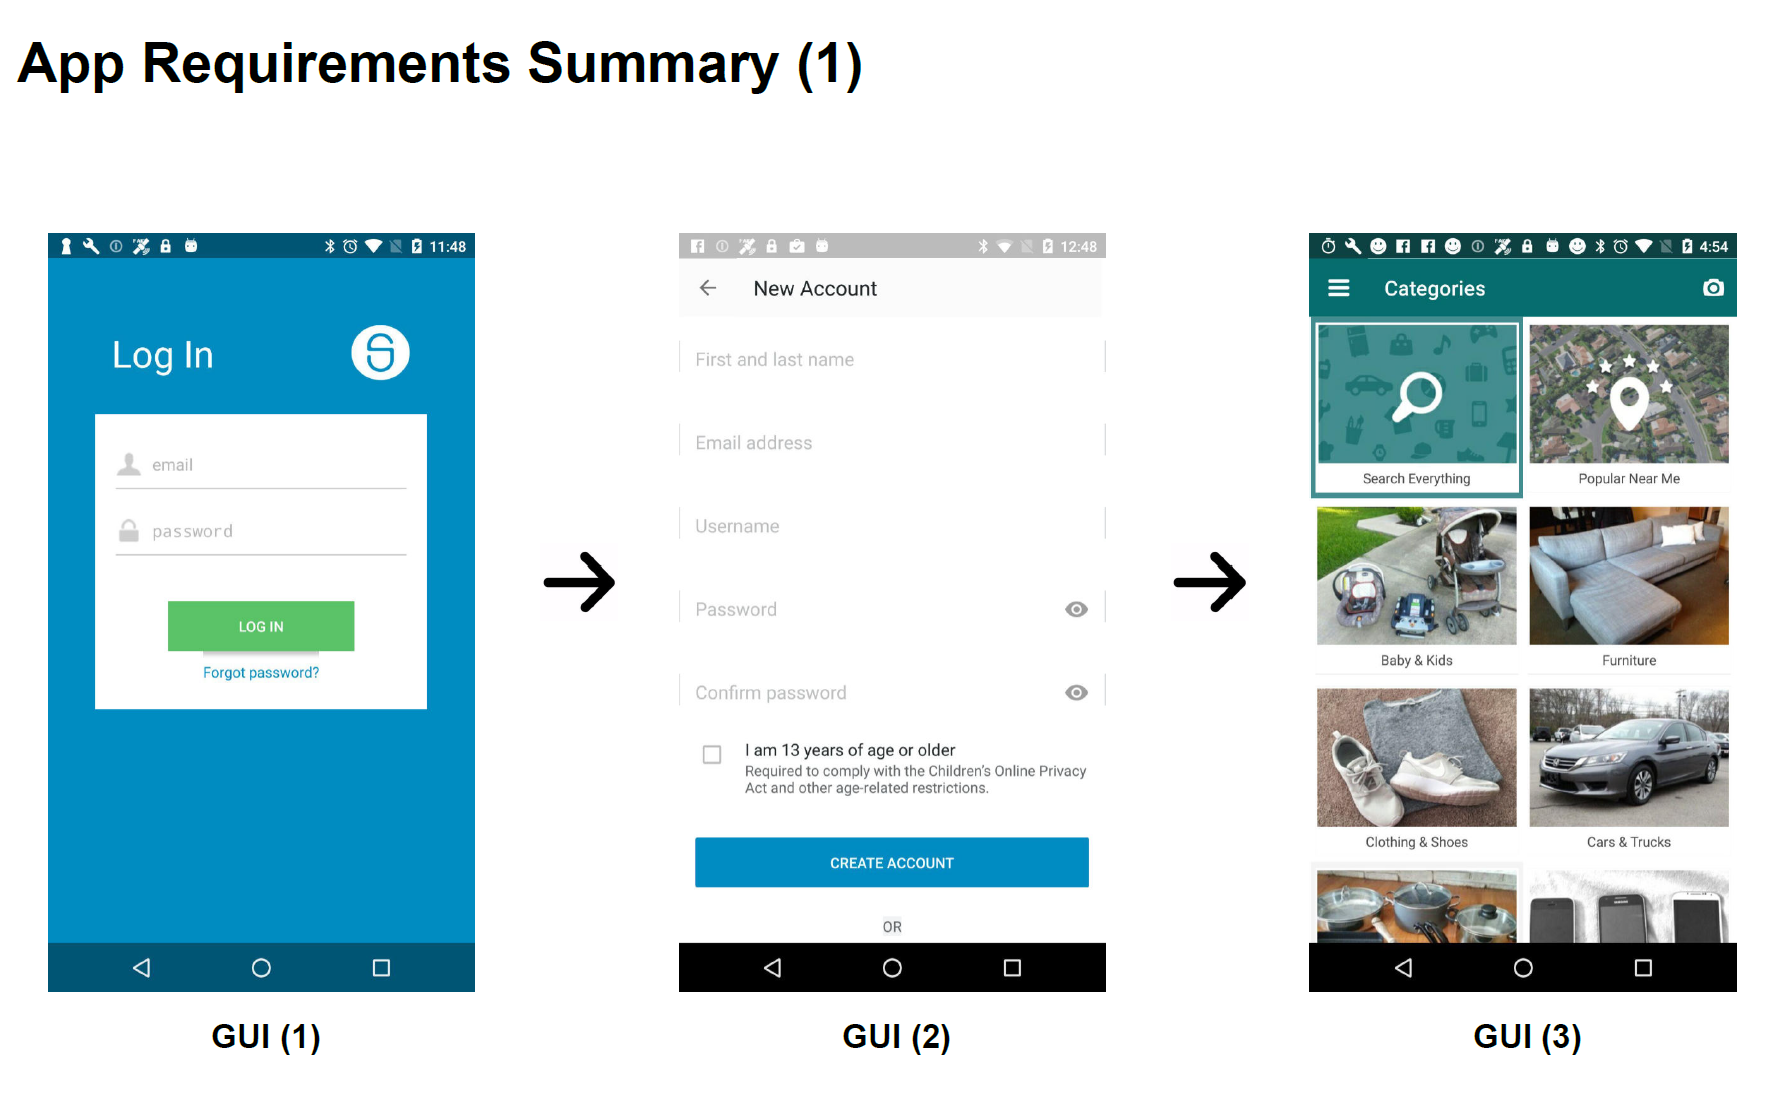 App Requirements Summary (1)
11:48
Log In
email
password
LOG IN
Forgot password?
GUI (1)
12:48
New Account
First and last name
Email address
Username
Password
Confirm password
I am 13 years of age or older
Required to comply with the Children's Online Privacy
Act and other age-related restrictions.
CREATE ACCOUNT
OR
GUI (2)
4:54
Categories
Search Everything
Popular Near Me
Baby & Kids
Furniture
Clothing & Shoes
Cars & Trucks
GUI (3)